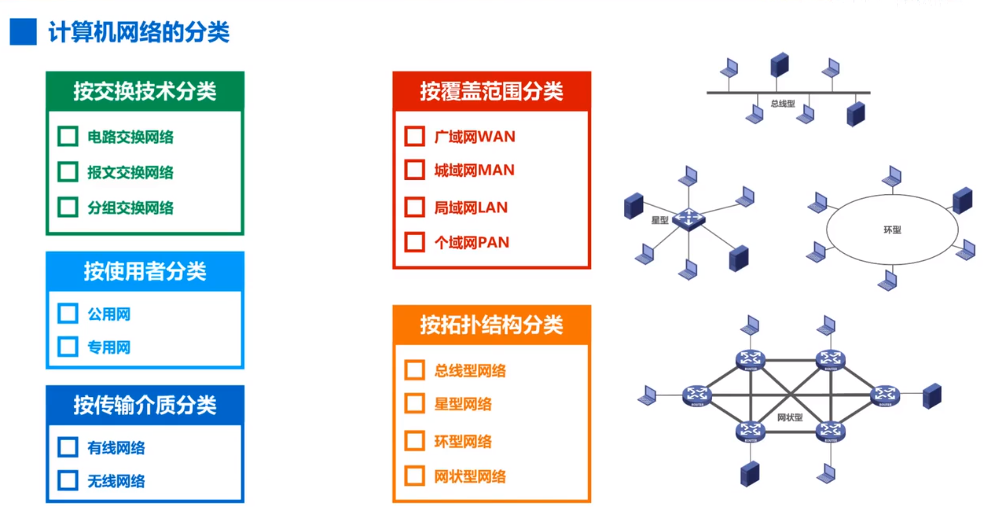 计算机网络的分类
按交换技术分类
电路交换网络
报文交换网络
分组交换网络
按使用者分类
公用网
专用网
按传输介质分类
有线网络
无线网络
按覆盖范围分类
广域网WAN
城域网MAN
局域网LAN
个域网PAN
按拓扑结构分类
总线型网络
星型网络
环型网络
网状型网络
总线型
星型
环型
网状型